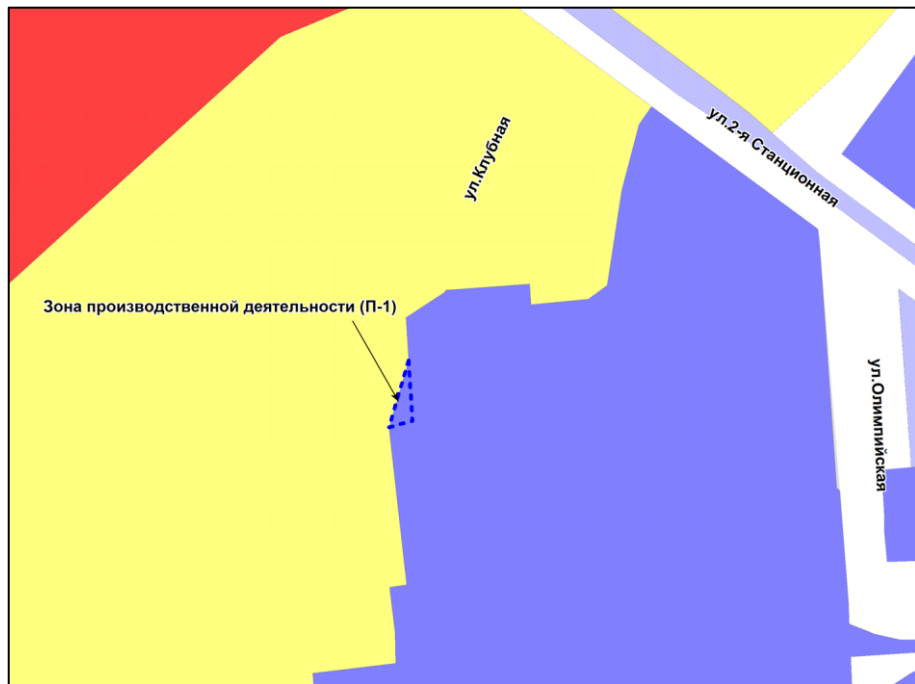 ул.Клубная
ул.2-я Станционная
Зона производственной деятельности (П-1)
ул.Олимпийская